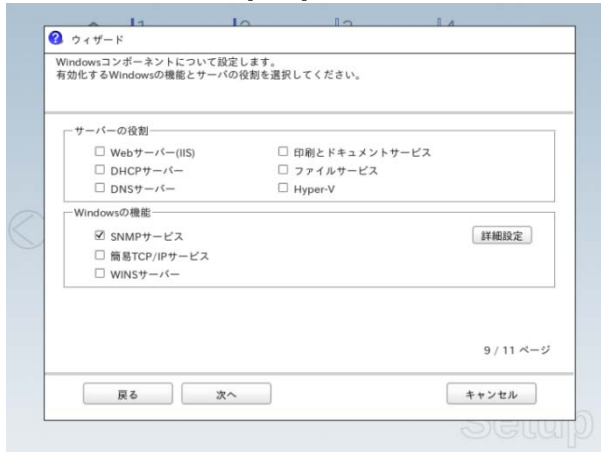 ウィザード
Windowsコンポーネントについて設定します。
有効化するWindowsの機能とサーバの役割を選択してください。
サーバーの役割
Webサーバー(IIS) 印刷とドキュメントサービス
DHCPサーバー ファイルサービス
DNSサーバー Hyper-V
Windowsの機能
SNMPサービス 詳細設定
簡易TCP/IPサービス
WINSサーバー
9 / 11 ページ
戻る 次へ キャンセル
Setup